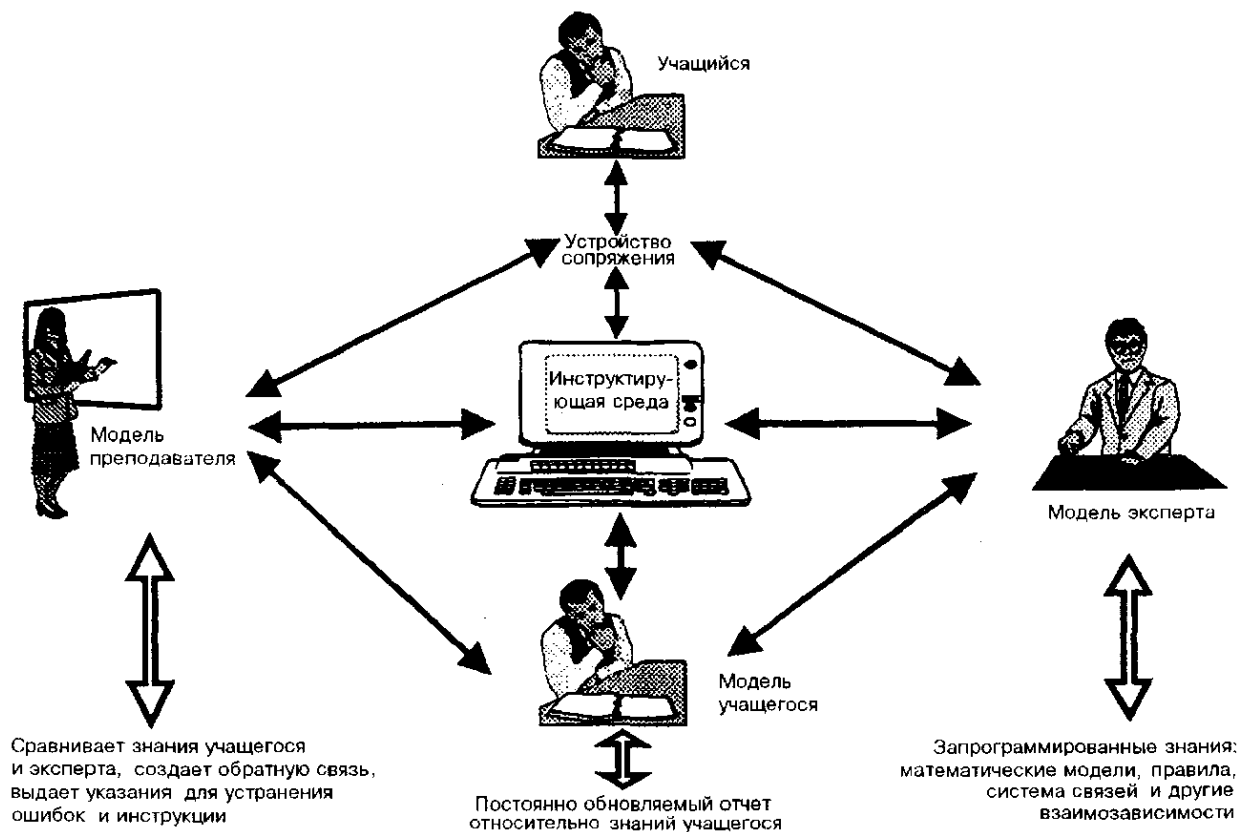 Учащийся
Устройство
сопряжения
Инструктиру-
ющая среда
Модель
преподавателя
Модель эксперта
Модель
учащегося
Сравнивает знания учащегося
и эксперта, создает обратную связь,
выдает указания для устранения
ошибок и инструкции
Постоянно обновляемый отчет
относительно знаний учащегося
Запрограммированные знания:
математические модели, правила,
система связей и другие
взаимозависимости